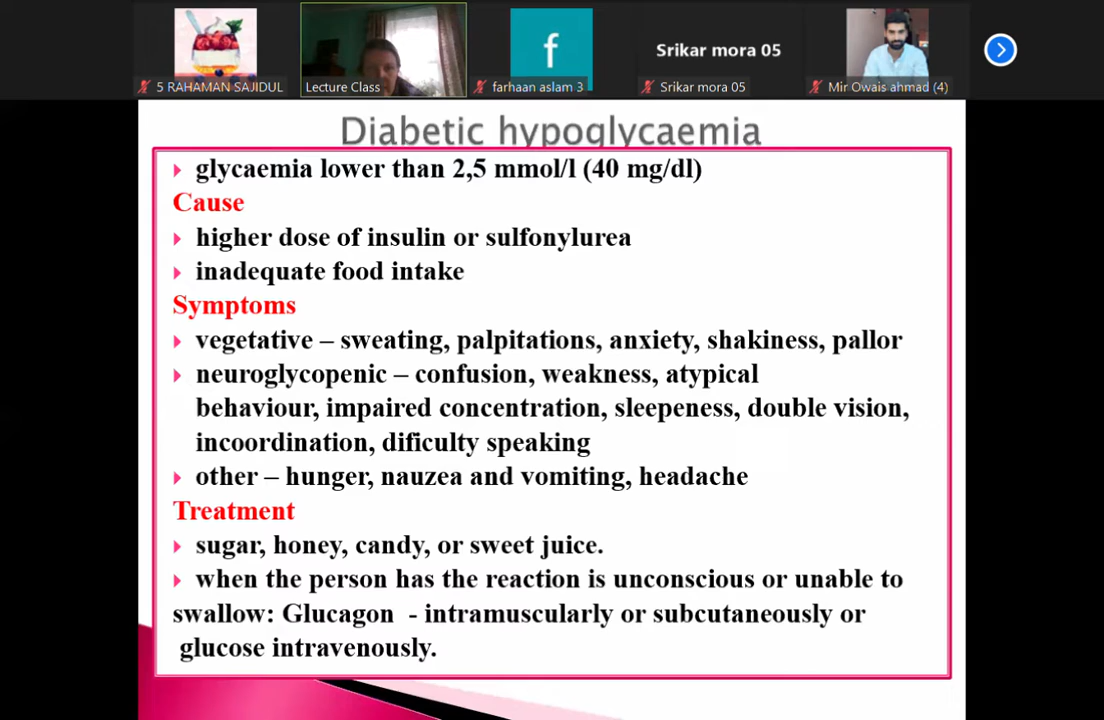 5 RAHAMAN SAJIDUL
Lecture Class
f
farhaan aslam 3
Srikar mora 05
Srikar mora 05
Mir Owais ahmad (4)
Diabetic hypoglycaemia
glycaemia lower than 2,5 mmol/l (40 mg/dl)
Cause
higher dose of insulin or sulfonylurea
inadequate food intake
Symptoms
vegetative – sweating, palpitations, anxiety, shakiness, pallor
neuroglycopenic – confusion, weakness, atypical
behaviour, impaired concentration, sleepeness, double vision,
incoordination, dificulty speaking
other – hunger, nauzea and vomiting, headache
Treatment
sugar, honey, candy, or sweet juice.
when the person has the reaction is unconscious or unable to
swallow: Glucagon - intramuscularly or subcutaneously or
glucose intravenously.